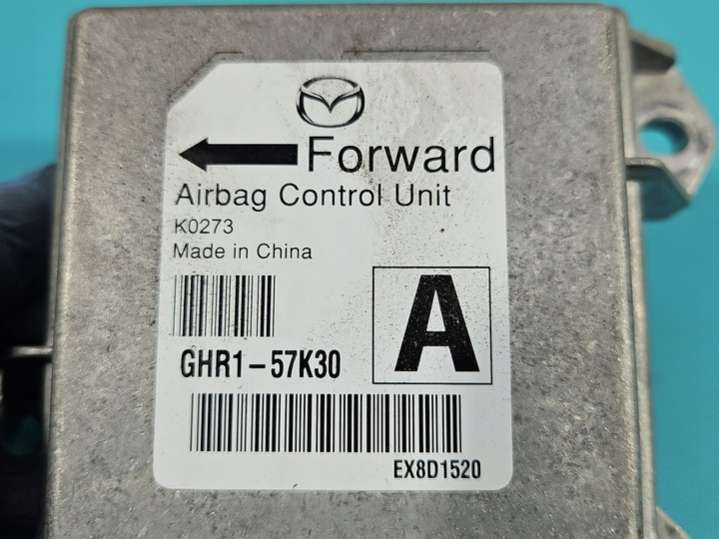 Forward
Airbag Control Unit
K0273
Made in China
A
GHR1-57K30
EX8D1520